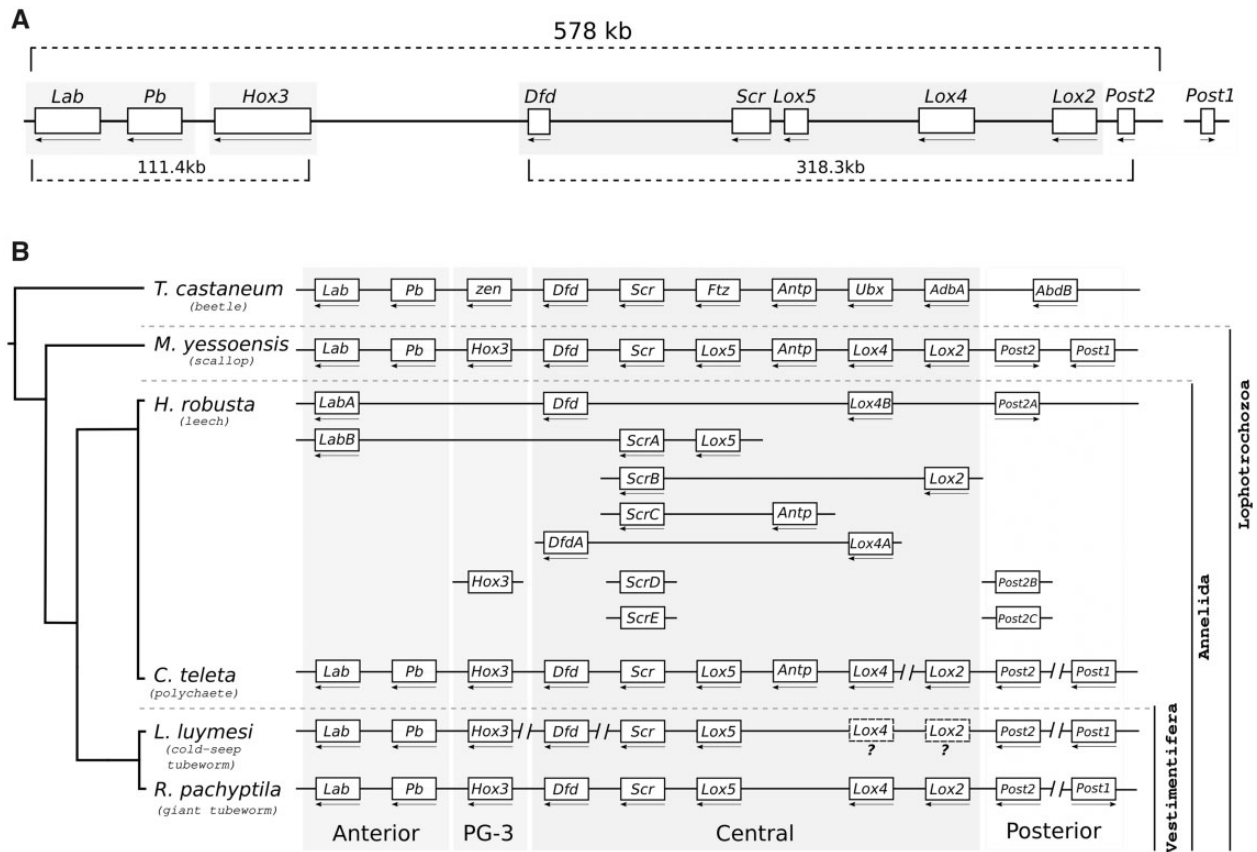 A
578 kb
Lab Pb Hox3 Dfd Scr Lox5 Lox4 Lox2 Post2 Post1
111.4kb 318.3kb
B
T. castaneum Lab Pb zen Dfd Scr Ftz Antp Ubx AdbA AbdB
(beetle)
M. yessoensis Lab Pb Hox3 Dfd Scr Lox5 Antp Lox4 Lox2 Post2 Post1
(scallop)
H. robusta LabA Dfd Lox4B Post2A
(leech)
LabB ScrA Lox5
ScrB Lox2
ScrC Antp
DfdA Lox4A
Hox3 ScrD Post2B
ScrE Post2C
C. teleta Lab Pb Hox3 Dfd Scr Lox5 Antp Lox4 // Lox2 Post2 // Post1
(polychaete)
L. luymesi Lab Pb Hox3 // Dfd // Scr Lox5 Lox4 Lox2 Post2 // Post1
(cold-seep ? ?
tubeworm)
R. pachyptila Lab Pb Hox3 Dfd Scr Lox5 Lox4 Lox2 Post2 // Post1
(giant tubeworm)
Anterior PG-3 Central Posterior
Vestimentifera
Annelida
Lophotrochozoa